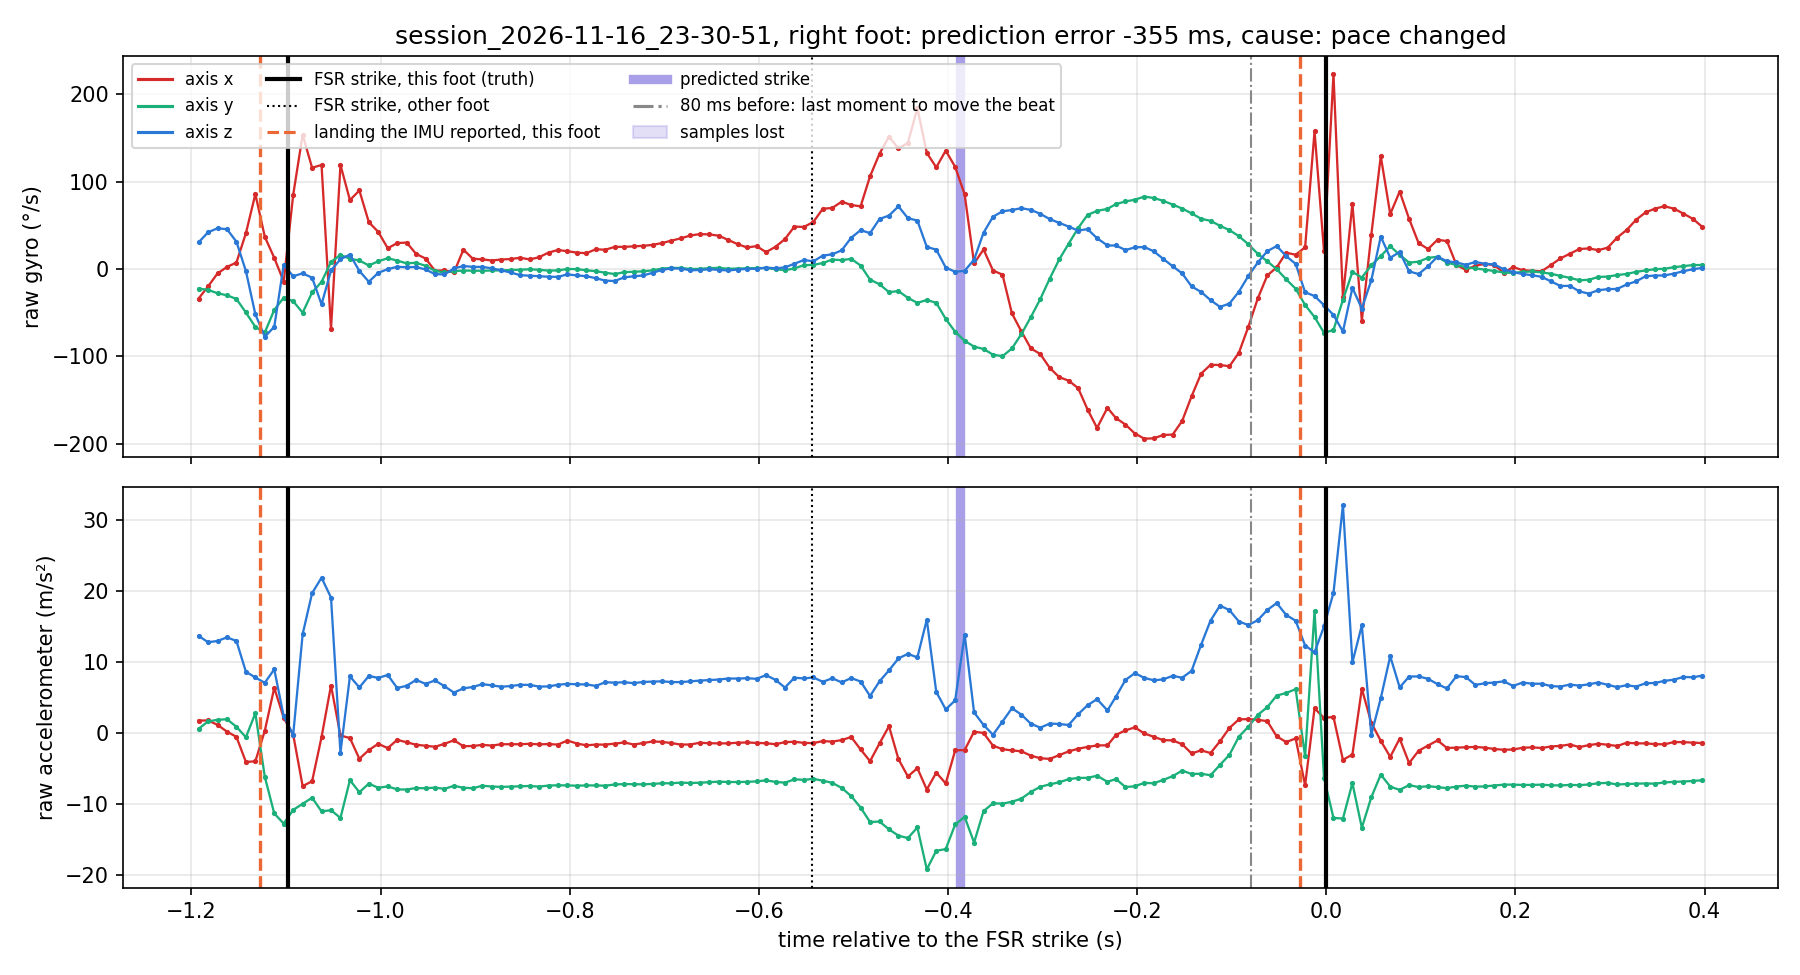 session_2026-11-16_23-30-51, right foot: prediction error -355 ms, cause: pace changed
axis x
axis y
axis z
FSR strike, this foot (truth)
FSR strike, other foot
landing the IMU reported, this foot
predicted strike
80 ms before: last moment to move the beat
samples lost
raw gyro (°/s)
200
100
0
−100
−200
raw accelerometer (m/s²)
30
20
10
0
−10
−20
−1.2 −1.0 −0.8 −0.6 −0.4 −0.2 0.0 0.2 0.4
time relative to the FSR strike (s)